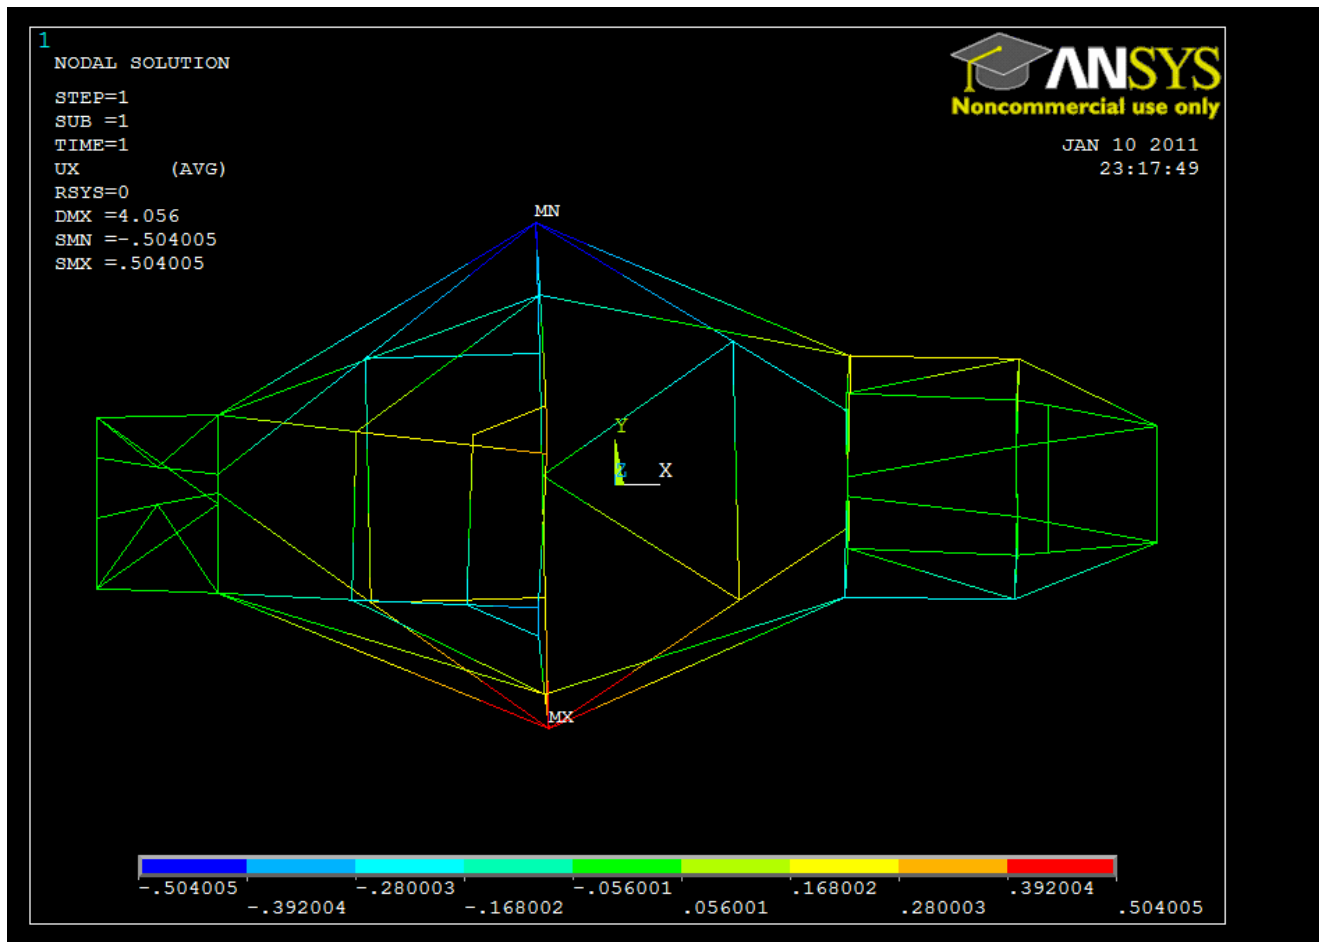 1
NODAL SOLUTION
STEP=1
SUB =1
TIME=1
UX (AVG)
RSYS=0
DMX =4.056
SMN =-.504005
SMX =.504005
ANSYS
Noncommercial use only
JAN 10 2011
23:17:49
MN
Y
Z X
MX
-.504005 -.280003 -.056001 .168002 .392004
-.392004 -.168002 .056001 .280003 .504005